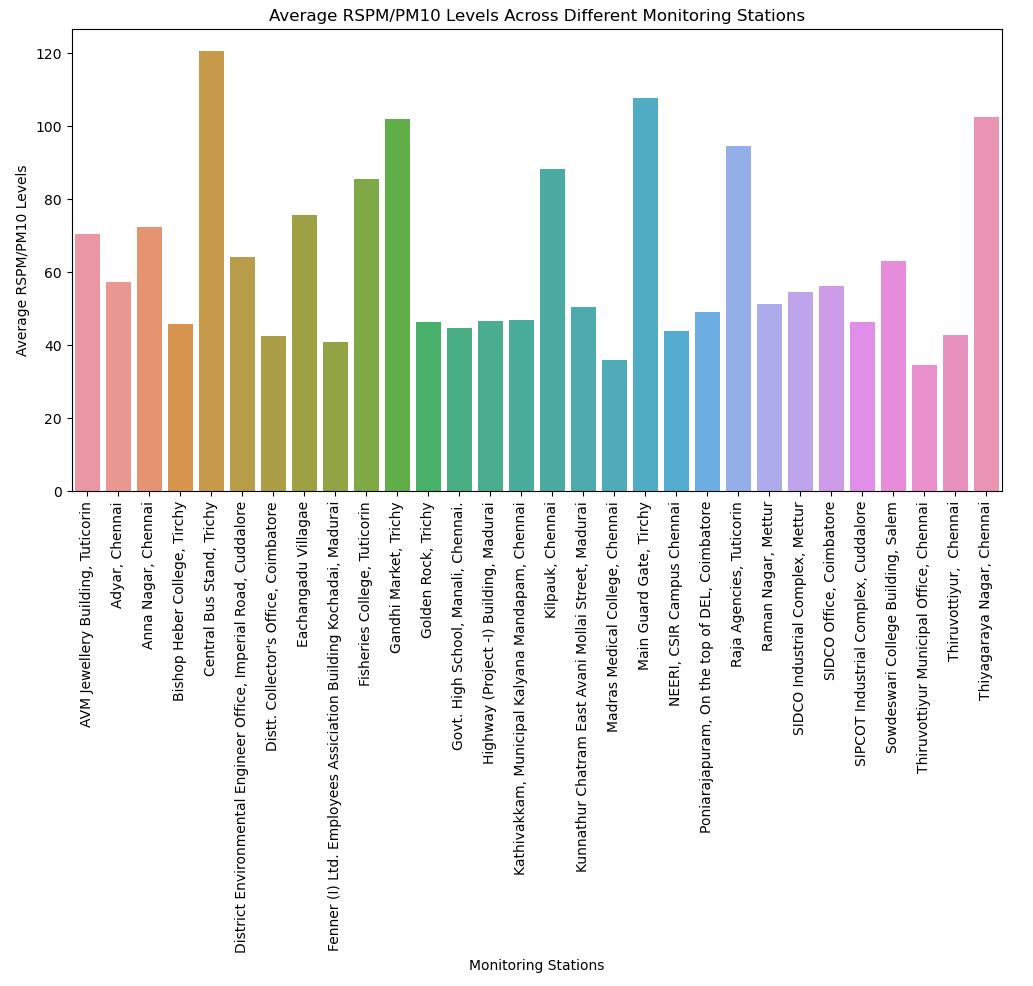 Average RSPM/PM10 Levels Across Different Monitoring Stations
Average RSPM/PM10 Levels
120
100
80
60
40
20
0
AVM Jewellery Building, Tuticorin
Adyar, Chennai
Anna Nagar, Chennai
Bishop Heber College, Tirchy
Central Bus Stand, Trichy
District Environmental Engineer Office, Imperial Road, Cuddalore
Distt. Collector's Office, Coimbatore
Eachangadu Villagae
Fenner (I) Ltd. Employees Assiciation Building Kochadai, Madurai
Fisheries College, Tuticorin
Gandhi Market, Trichy
Golden Rock, Trichy
Govt. High School, Manali, Chennai.
Highway (Project -I) Building, Madurai
Kathivakkam, Municipal Kalyana Mandapam, Chennai
Kilpauk, Chennai
Kunnathur Chatram East Avani Mollai Street, Madurai
Madras Medical College, Chennai
Main Guard Gate, Tirchy
NEERI, CSIR Campus Chennai
Poniarajapuram, On the top of DEL, Coimbatore
Raja Agencies, Tuticorin
Raman Nagar, Mettur
SIDCO Industrial Complex, Mettur
SIDCO Office, Coimbatore
SIPCOT Industrial Complex, Cuddalore
Sowdeswari College Building, Salem
Thiruvottiyur Municipal Office, Chennai
Thiruvottiyur, Chennai
Thiyagaraya Nagar, Chennai
Monitoring Stations